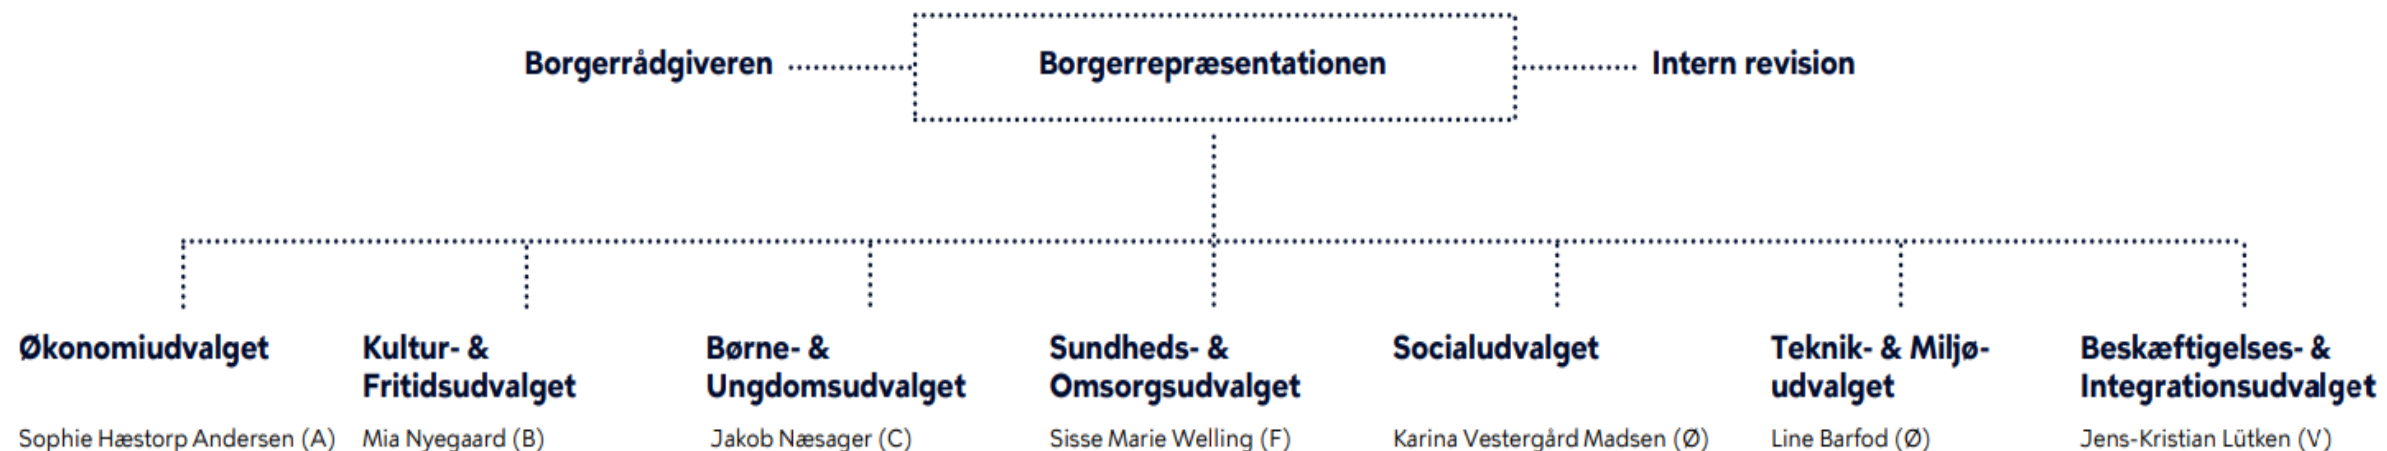 Borgerrådgiveren
Borgerrepræsentationen
Intern revision
Økonomiudvalget
Sophie Hæstorp Andersen (A)
Kultur- &
Fritidsudvalget
Mia Nyegaard (B)
Børne- &
Ungdomsudvalget
Jakob Næsager (C)
Sundheds- &
Omsorgsudvalget
Sisse Marie Welling (F)
Socialudvalget
Karina Vestergård Madsen (Ø)
Teknik- & Miljø-
udvalget
Line Barfod (Ø)
Beskæftigelses- &
Integrationsudvalget
Jens-Kristian Lütken (V)